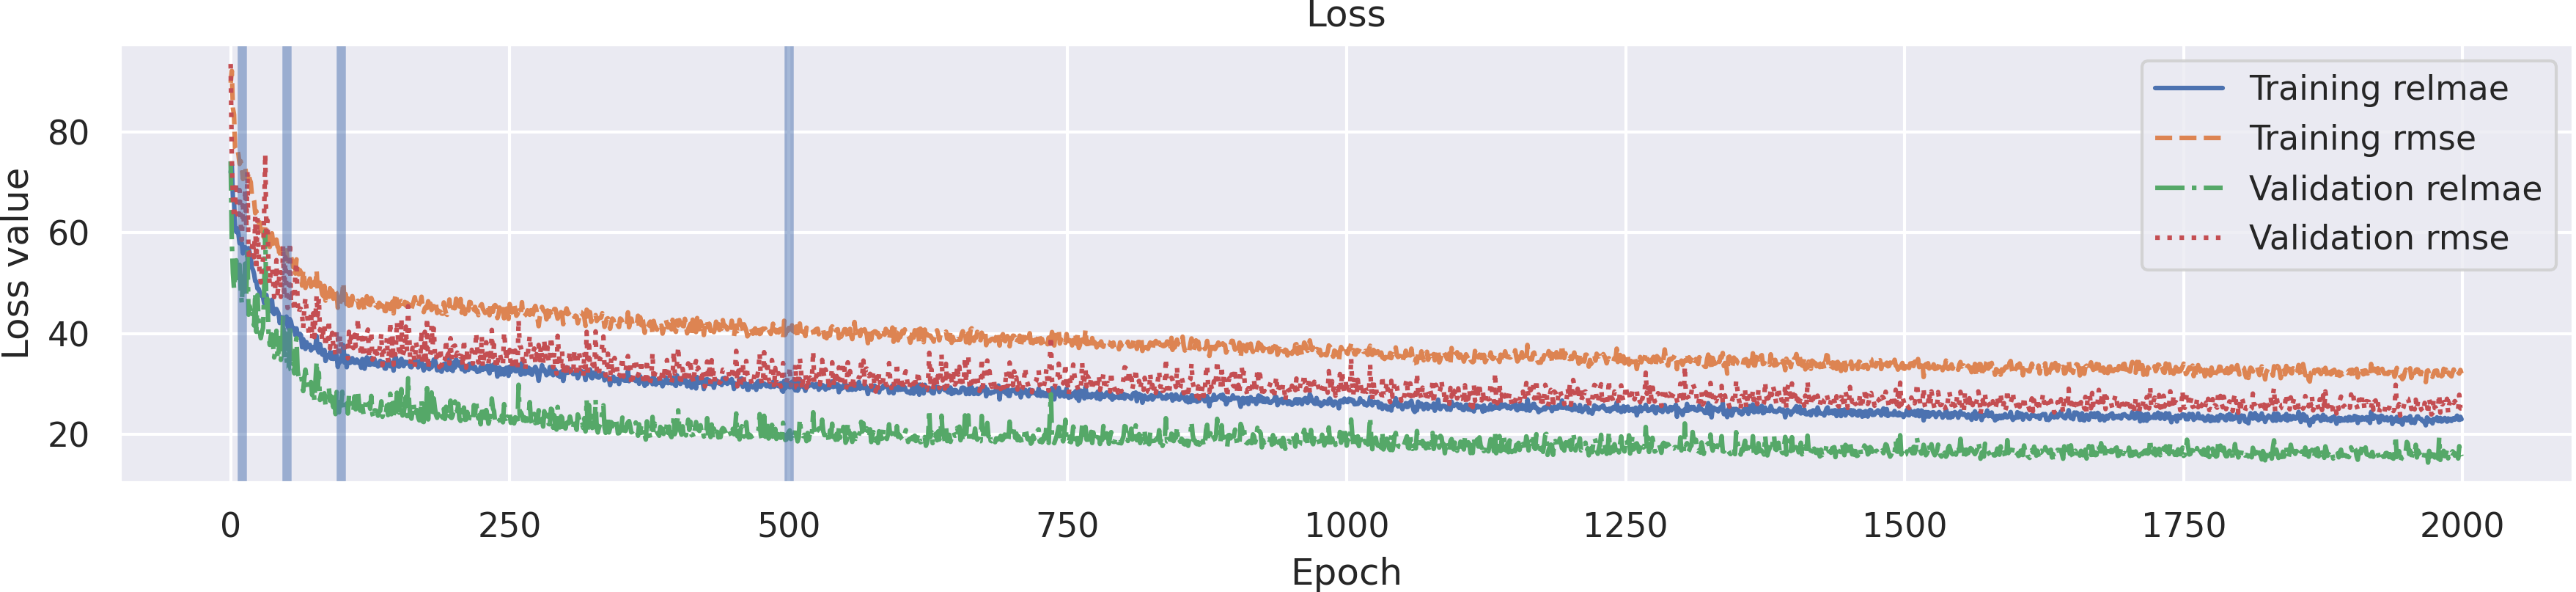 Loss
Loss value
80
60
40
20
Training relmae
Training rmse
Validation relmae
Validation rmse
0 250 500 750 1000 1250 1500 1750 2000
Epoch